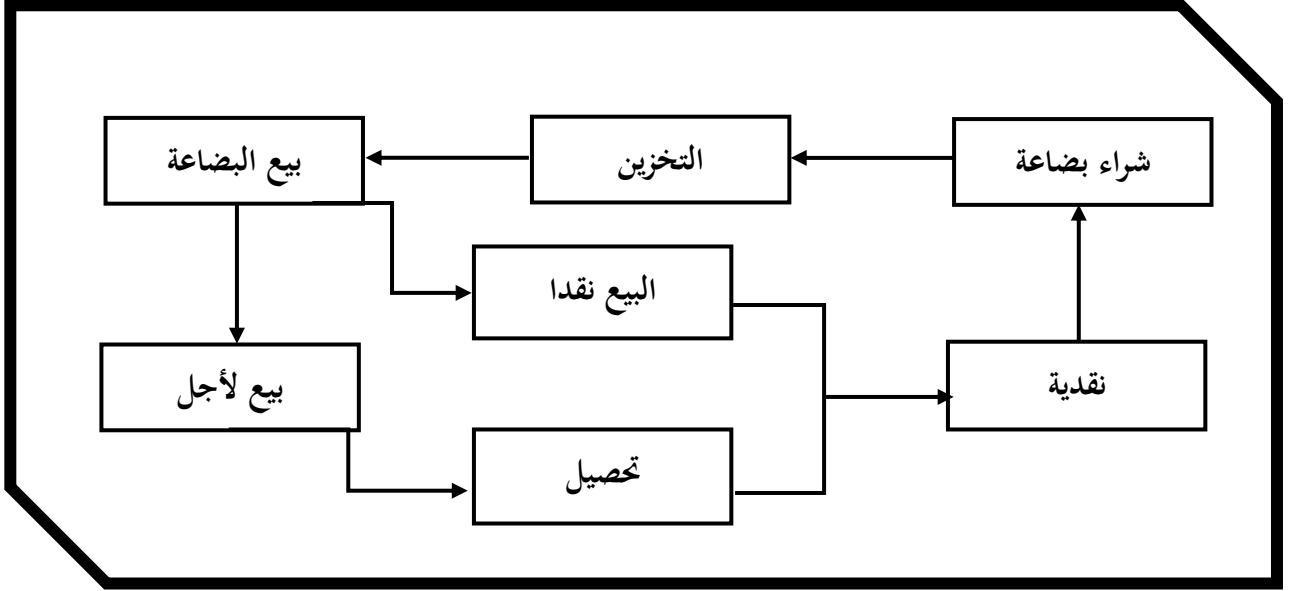 شراء بضاعة
التخزين
بيع البضاعة
البيع نقدا
نقدية
بيع لأجل
تحصيل